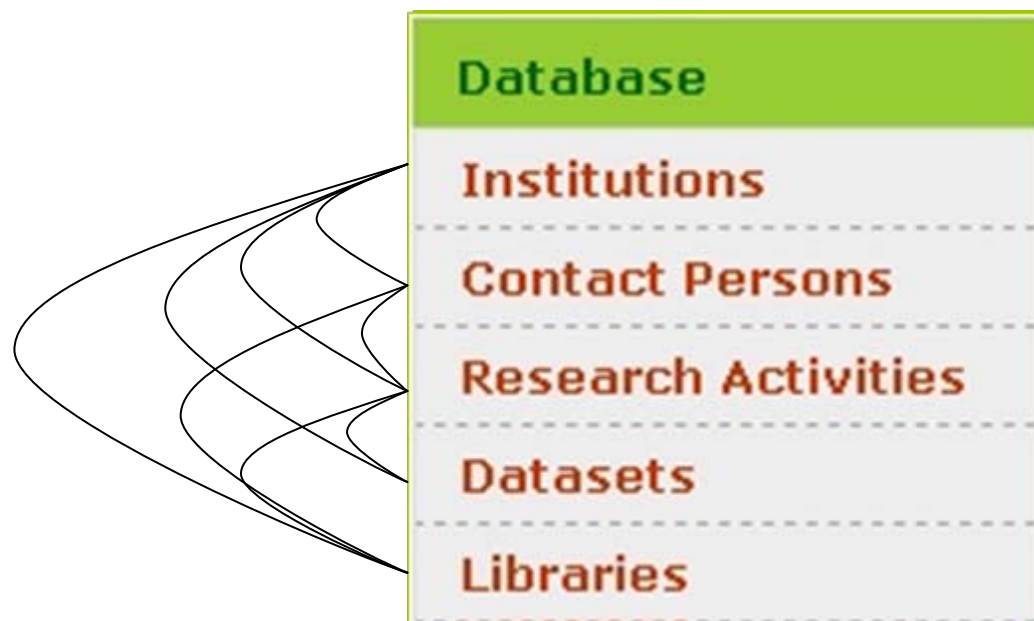 Database
Institutions
Contact Persons
Research Activities
Datasets
Libraries